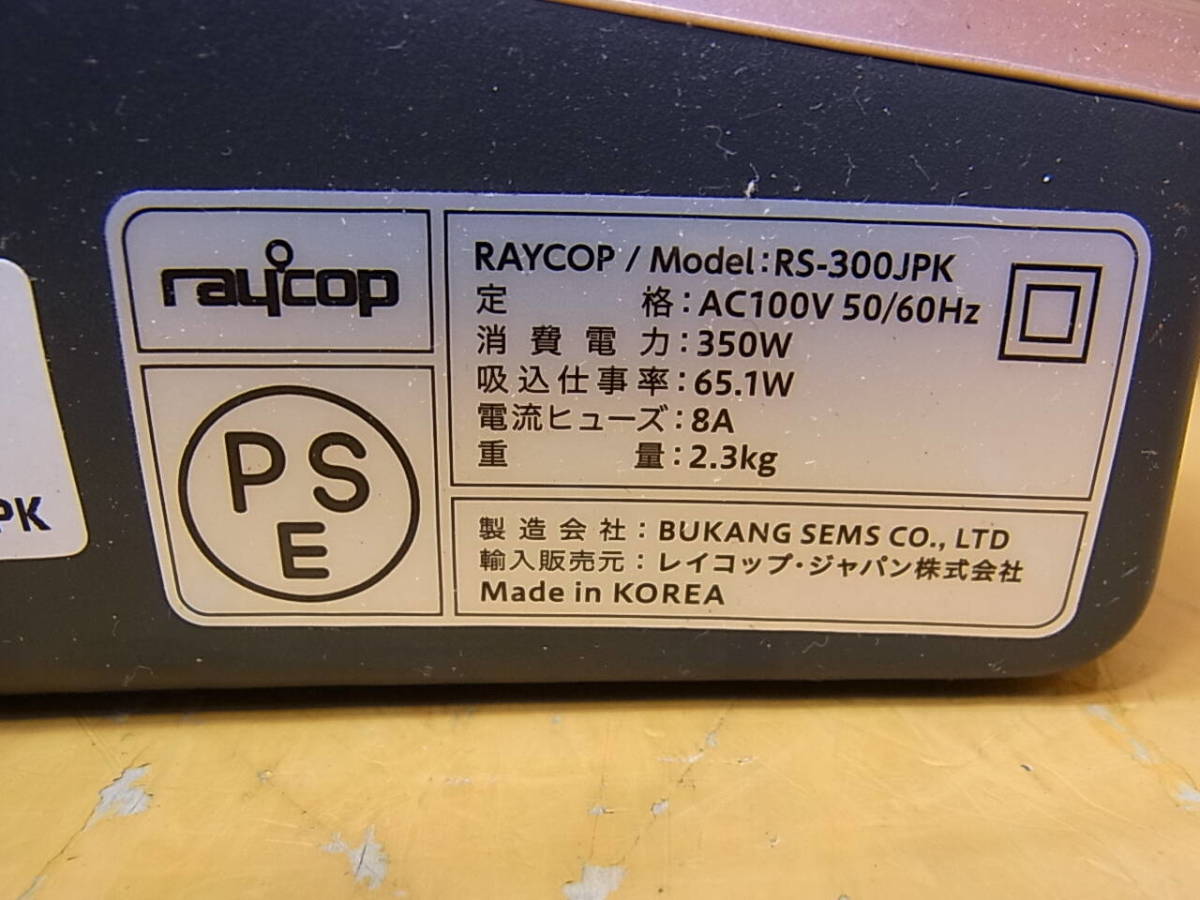 raycop
PS
E
RAYCOP / Model:RS-300JPK
定格:AC100V 50/60Hz
消費電力:350W
吸込仕事率:65.1W
電流ヒューズ:8A
重量:2.3kg
製造会社:BUKANG SEMS CO., LTD
輸入販売元:レイコップ・ジャパン株式会社
Made in KOREA
PK